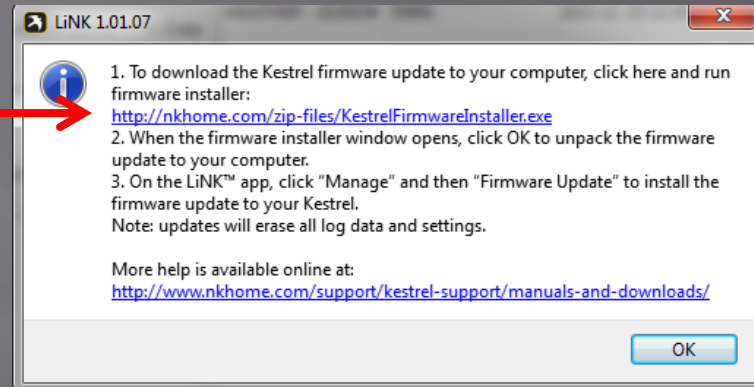 LiNK 1.01.07
1. To download the Kestrel firmware update to your computer, click here and run
firmware installer:
http://nkhome.com/zip-files/KestrelFirmwareInstaller.exe
2. When the firmware installer window opens, click OK to unpack the firmware
update to your computer.
3. On the LiNK™ app, click “Manage” and then “Firmware Update” to install the
firmware update to your Kestrel.
Note: updates will erase all log data and settings.
More help is available online at:
http://www.nkhome.com/support/kestrel-support/manuals-and-downloads/
OK